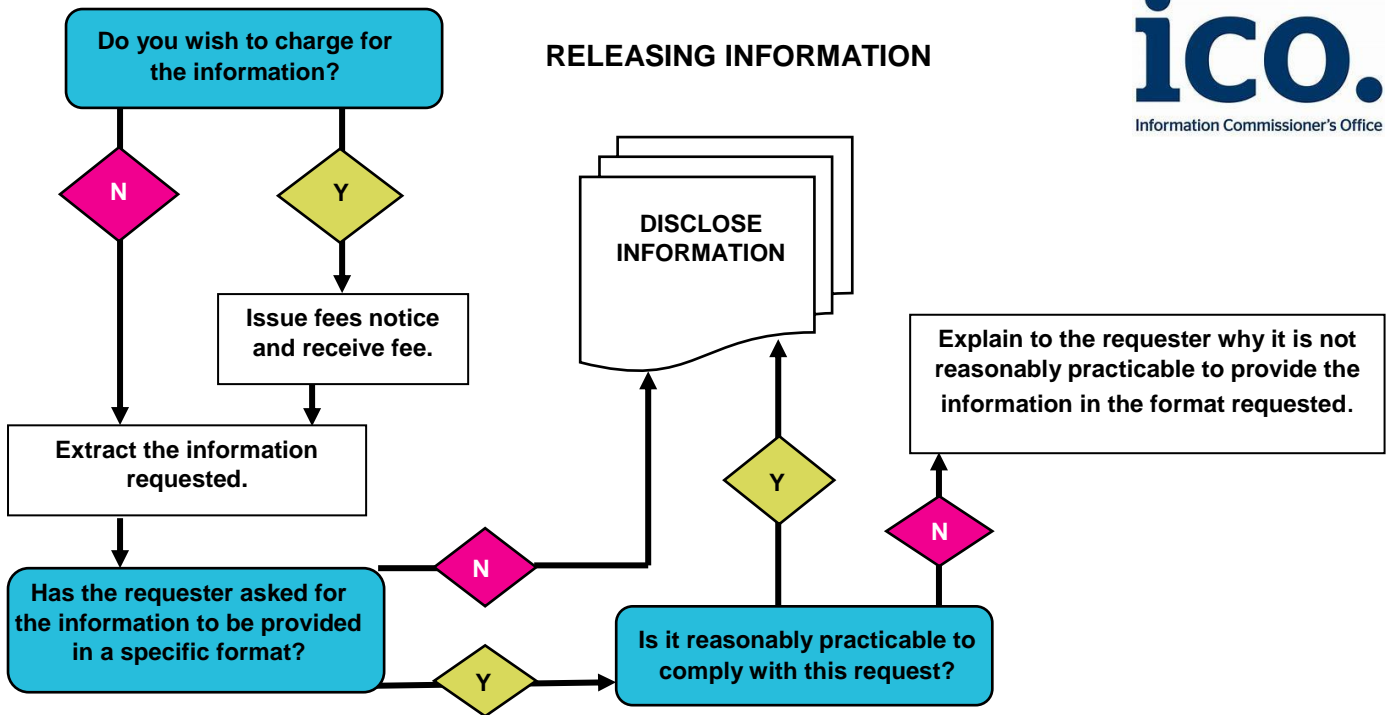 Do you wish to charge for
the information?
RELEASING INFORMATION
ico.
Information Commissioner's Office
N
Y
DISCLOSE
INFORMATION
Issue fees notice
and receive fee.
Explain to the requester why it is not
reasonably practicable to provide the
information in the format requested.
Extract the information
requested.
Y
N
N
Has the requester asked for
the information to be provided
in a specific format?
Is it reasonably practicable to
comply with this request?
Y